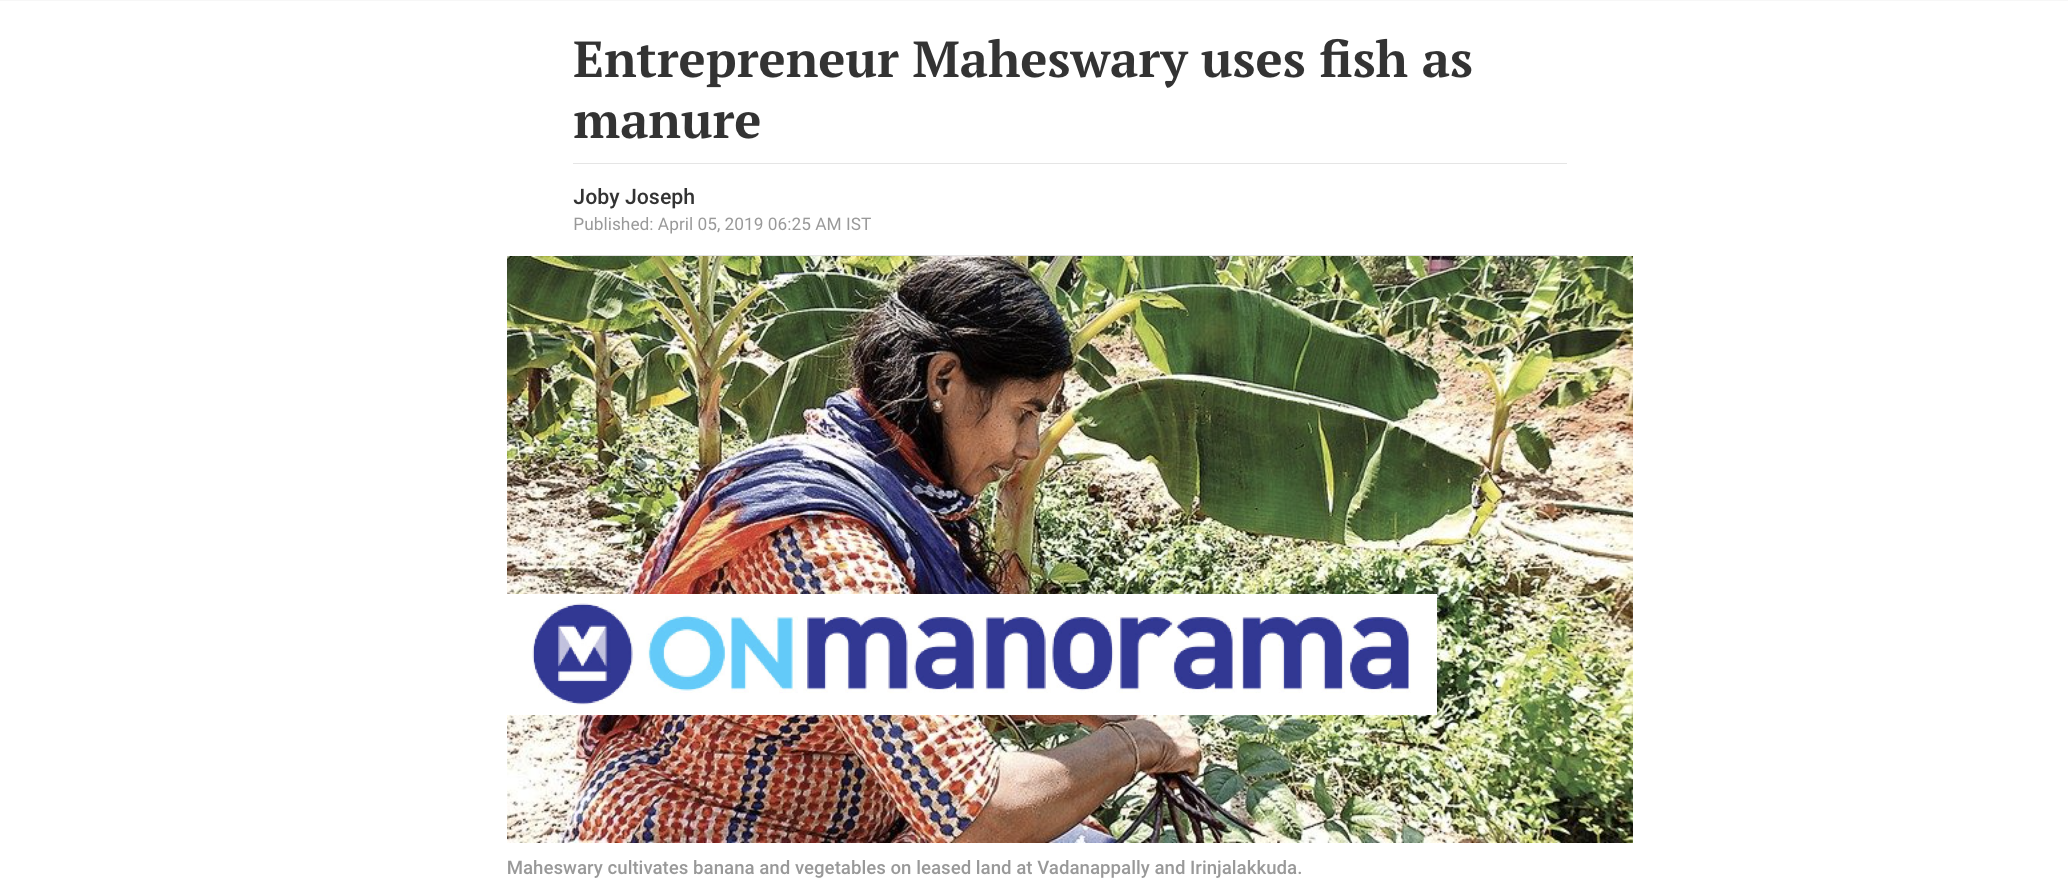 Entrepreneur Maheswary uses fish as
manure
Joby Joseph
Published: April 05, 2019 06:25 AM IST
ONmanorama
Maheswary cultivates banana and vegetables on leased land at Vadanappally and Irinjalakkuda.